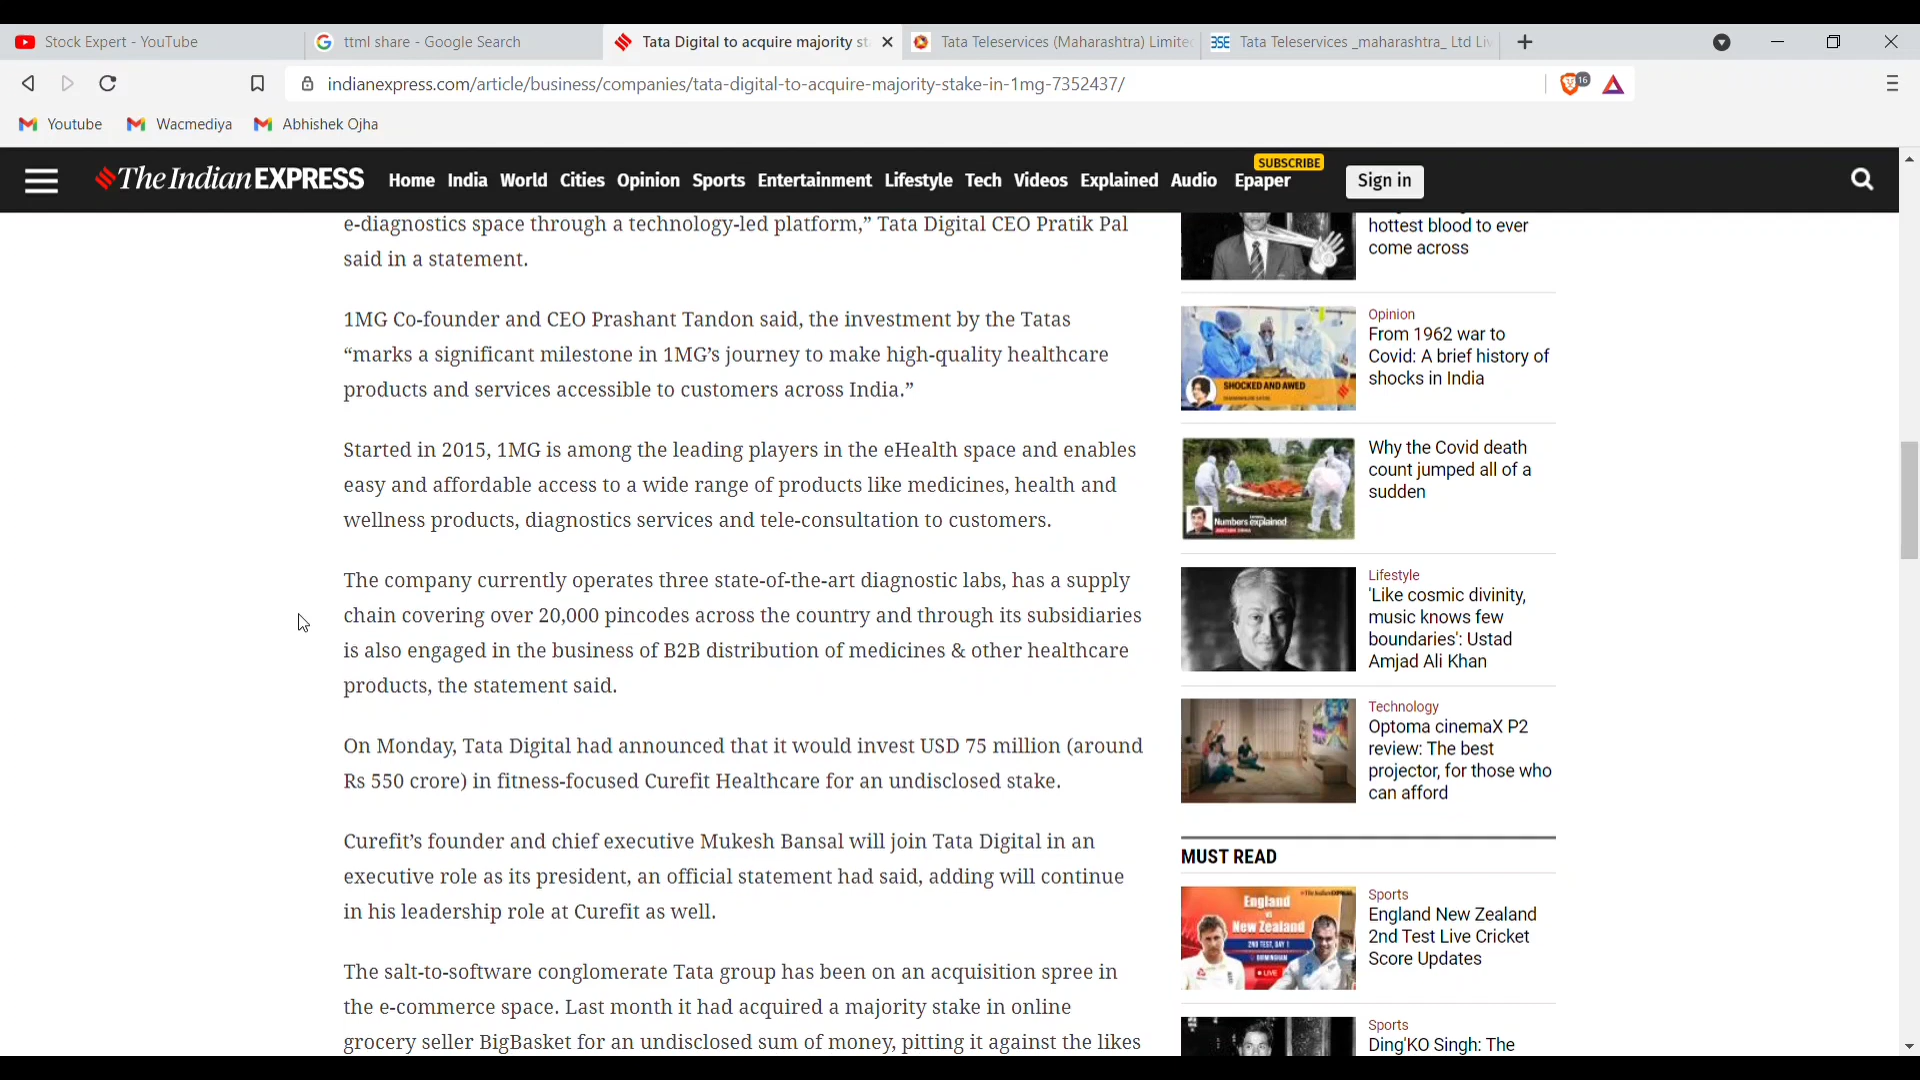 Stock Expert - YouTube
ttml share - Google Search
Tata Digital to acquire majority st
Tata Teleservices (Maharashtra) Limite
BSE Tata Teleservices _maharashtra_ Ltd Liv
indianexpress.com/article/business/companies/tata-digital-to-acquire-majority-stake-in-1mg-7352437/
16
Youtube
Wacmediya
Abhishek Ojha
The Indian EXPRESS
Home India World Cities Opinion Sports Entertainment Lifestyle Tech Videos Explained Audio Epaper
SUBSCRIBE
Sign in
e-diagnostics space through a technology-led platform,” Tata Digital CEO Pratik Pal
said in a statement.
1MG Co-founder and CEO Prashant Tandon said, the investment by the Tatas
“marks a significant milestone in 1MG’s journey to make high-quality healthcare
products and services accessible to customers across India.”
Started in 2015, 1MG is among the leading players in the eHealth space and enables
easy and affordable access to a wide range of products like medicines, health and
wellness products, diagnostics services and tele-consultation to customers.
The company currently operates three state-of-the-art diagnostic labs, has a supply
chain covering over 20,000 pincodes across the country and through its subsidiaries
is also engaged in the business of B2B distribution of medicines & other healthcare
products, the statement said.
On Monday, Tata Digital had announced that it would invest USD 75 million (around
Rs 550 crore) in fitness-focused Curefit Healthcare for an undisclosed stake.
Curefit’s founder and chief executive Mukesh Bansal will join Tata Digital in an
executive role as its president, an official statement had said, adding will continue
in his leadership role at Curefit as well.
The salt-to-software conglomerate Tata group has been on an acquisition spree in
the e-commerce space. Last month it had acquired a majority stake in online
grocery seller BigBasket for an undisclosed sum of money, pitting it against the likes
hottest blood to ever
come across
Opinion
From 1962 war to
Covid: A brief history of
shocks in India
SHOCKED AND AWED
Why the Covid death
count jumped all of a
sudden
Numbers explained
Lifestyle
'Like cosmic divinity,
music knows few
boundaries': Ustad
Amjad Ali Khan
Technology
Optoma cinemaX P2
review: The best
projector, for those who
can afford
MUST READ
Sports
England New Zealand
2nd Test Live Cricket
Score Updates
England
vs
New Zealand
2ND TEST, DAY 1
BIRMINGHAM
LIVE
Sports
Ding'KO Singh: The